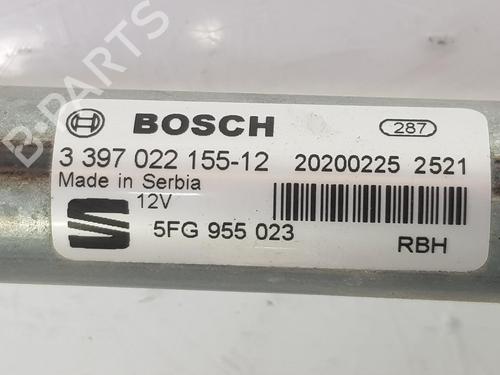 B-PARTS
BOSCH 287
3 397 022 155-12 20200225 2521
Made in Serbia
12V
5FG 955 023 RBH